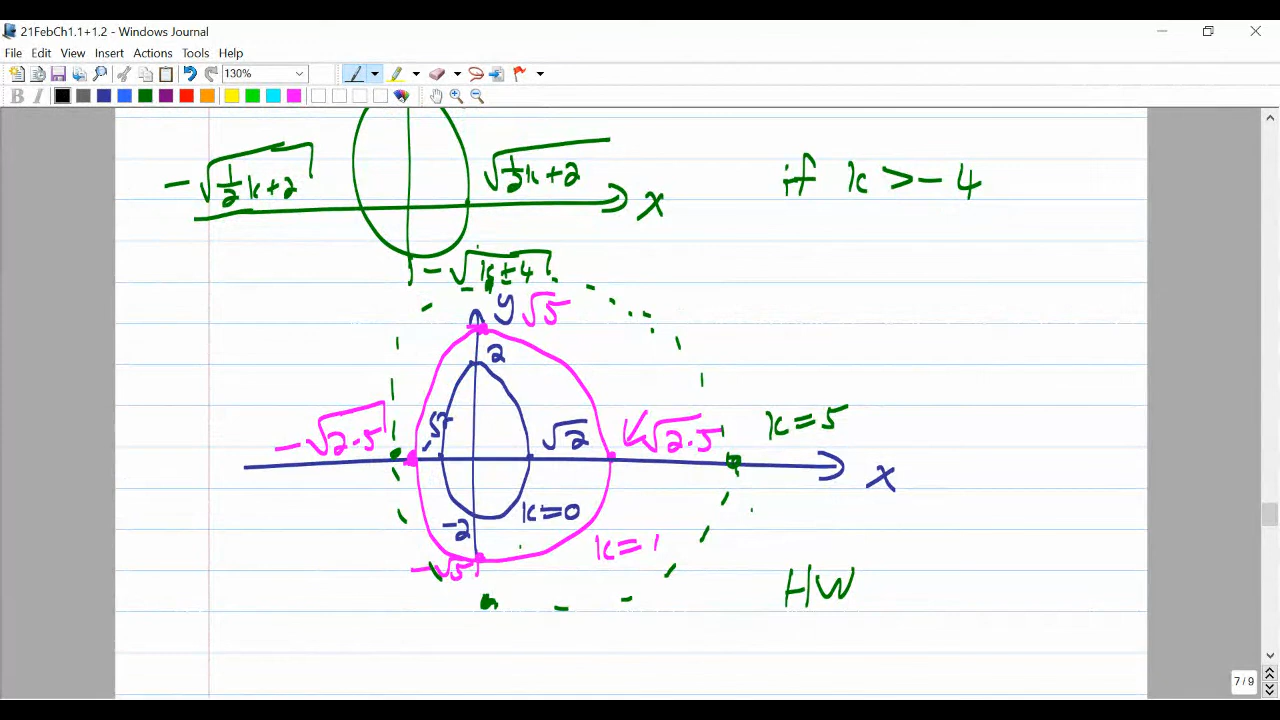 21FebCh1.1+1.2 - Windows Journal
File Edit View Insert Actions Tools Help
130%
B I
-√(½k+2) √(½k+2) x if k > -4
-√(k+4)
y √5
2
-√2·5 -√2 √2 √2·5 k=5
x
-2 k=0
-√5 k=1
HW
7 / 9